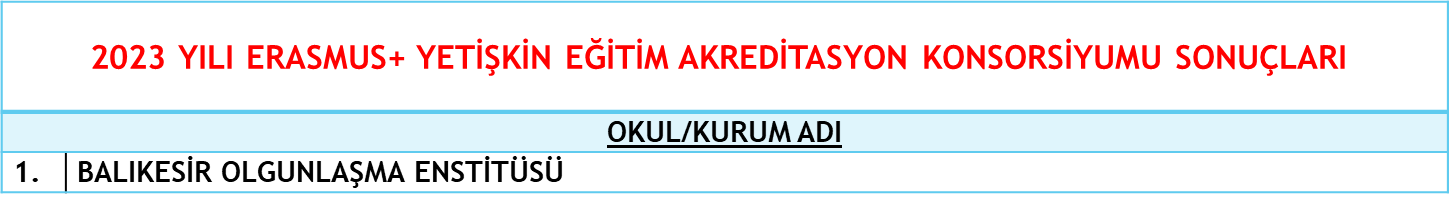 2023 YILI ERASMUS+ YETİŞKİN EĞİTİM AKREDİTASYON KONSORSİYUMU SONUÇLARI
OKUL/KURUM ADI
1. BALIKESİR OLGUNLAŞMA ENSTİTÜSÜ